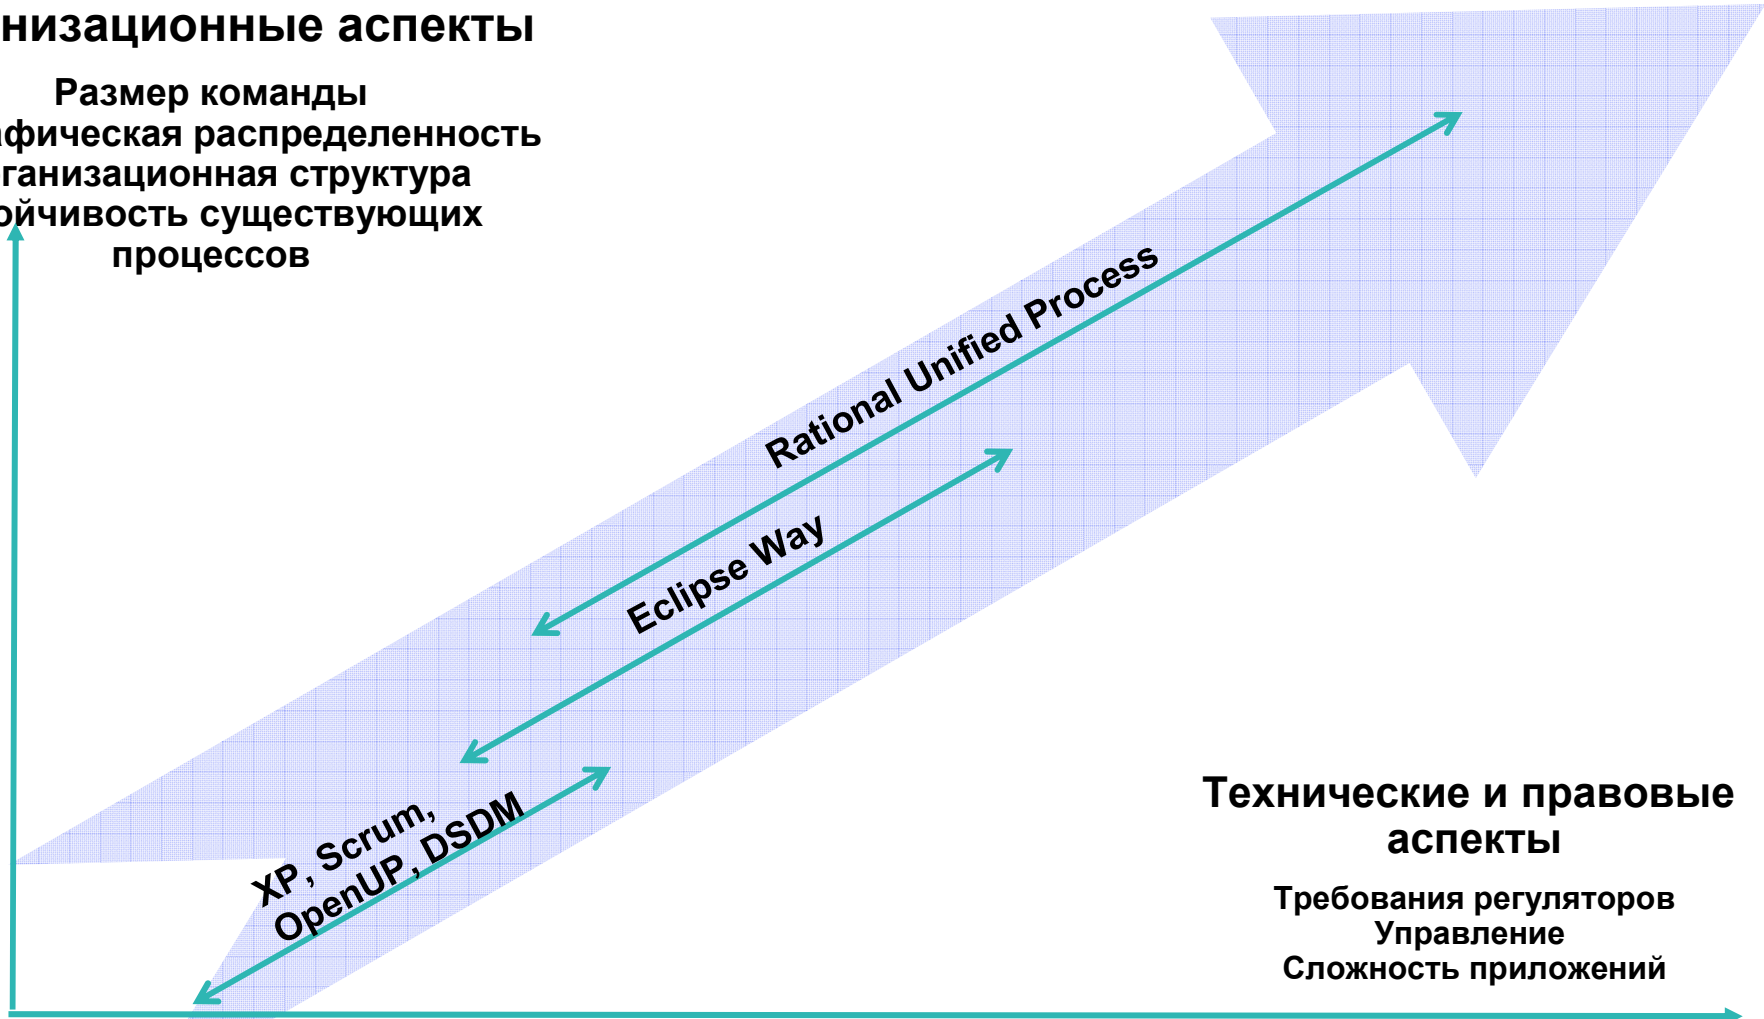 низационные аспекты
Размер команды
афическая распределенность
ганизационная структура
ойчивость существующих
процессов
Rational Unified Process
Eclipse Way
XP, Scrum,
OpenUP, DSDM
Технические и правовые
аспекты
Требования регуляторов
Управление
Сложность приложений